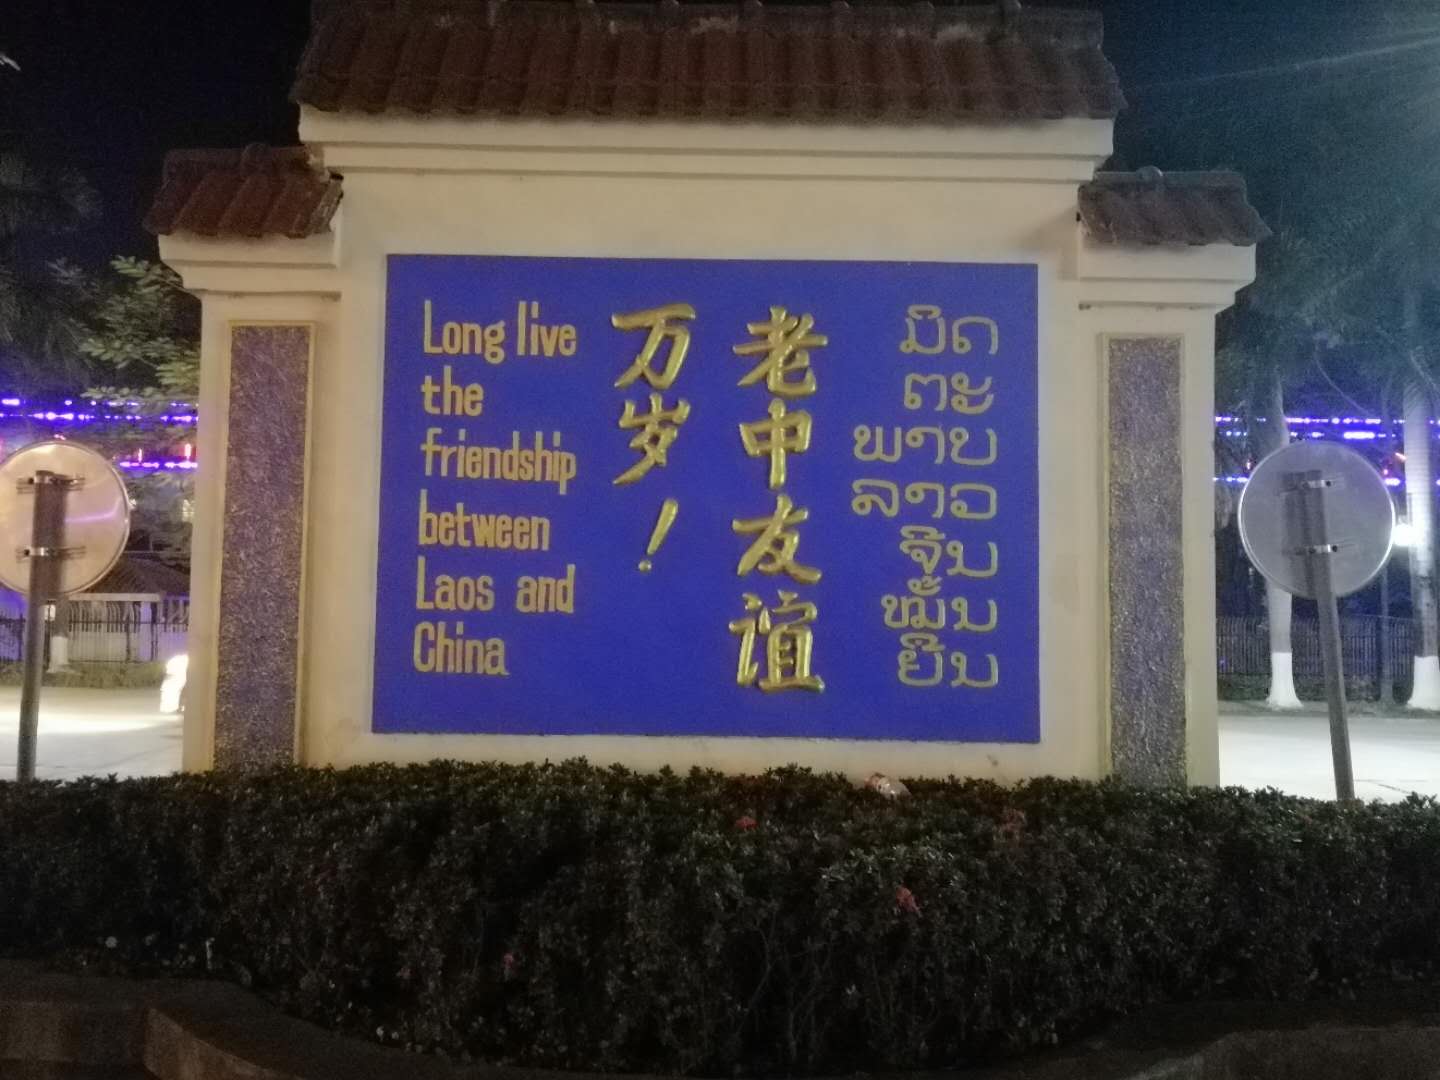 Long live
the
friendship
between
Laos and
China
老中友谊
万岁！
ມິດ
ຕະ
ພາບ
ລາວ
ຈີນ
ໝັ້ນ
ຍືນ